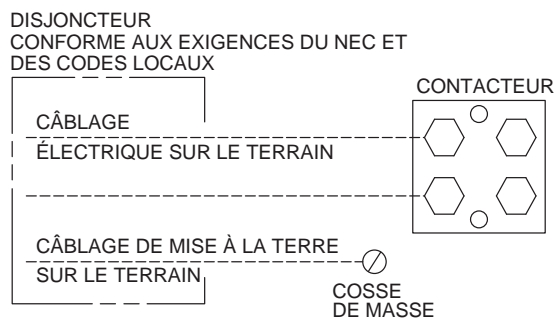 DISJONCTEUR
CONFORME AUX EXIGENCES DU NEC ET
DES CODES LOCAUX
CONTACTEUR
CÂBLAGE
ÉLECTRIQUE SUR LE TERRAIN
CÂBLAGE DE MISE À LA TERRE
SUR LE TERRAIN
COSSE
DE MASSE